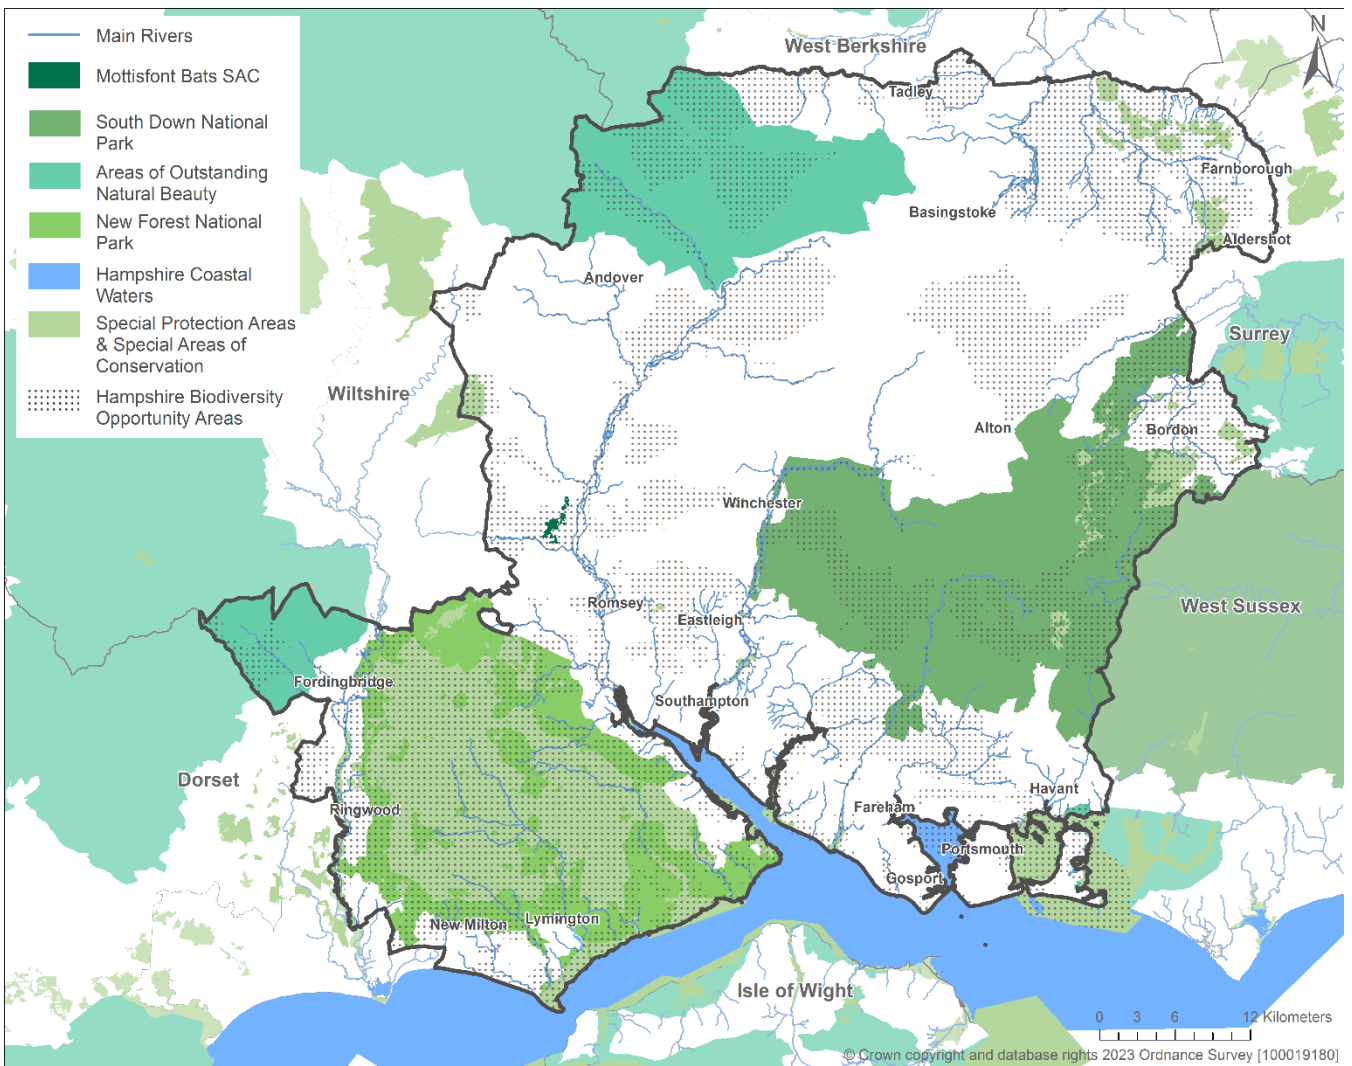 Main Rivers
Mottisfont Bats SAC
South Down National
Park
Areas of Outstanding
Natural Beauty
New Forest National
Park
Hampshire Coastal
Waters
Special Protection Areas
& Special Areas of
Conservation
Hampshire Biodiversity
Opportunity Areas
N
West Berkshire
Tadley
Farnborough
Basingstoke
Aldershot
Andover
Surrey
Wiltshire
Alton
Bordon
Winchester
Romsey
Eastleigh
West Sussex
Fordingbridge
Southampton
Dorset
Ringwood
Havant
Fareham
Portsmouth
Gosport
New Milton
Lymington
Isle of Wight
0 3 6 12 Kilometers
© Crown copyright and database rights 2023 Ordnance Survey [100019180]